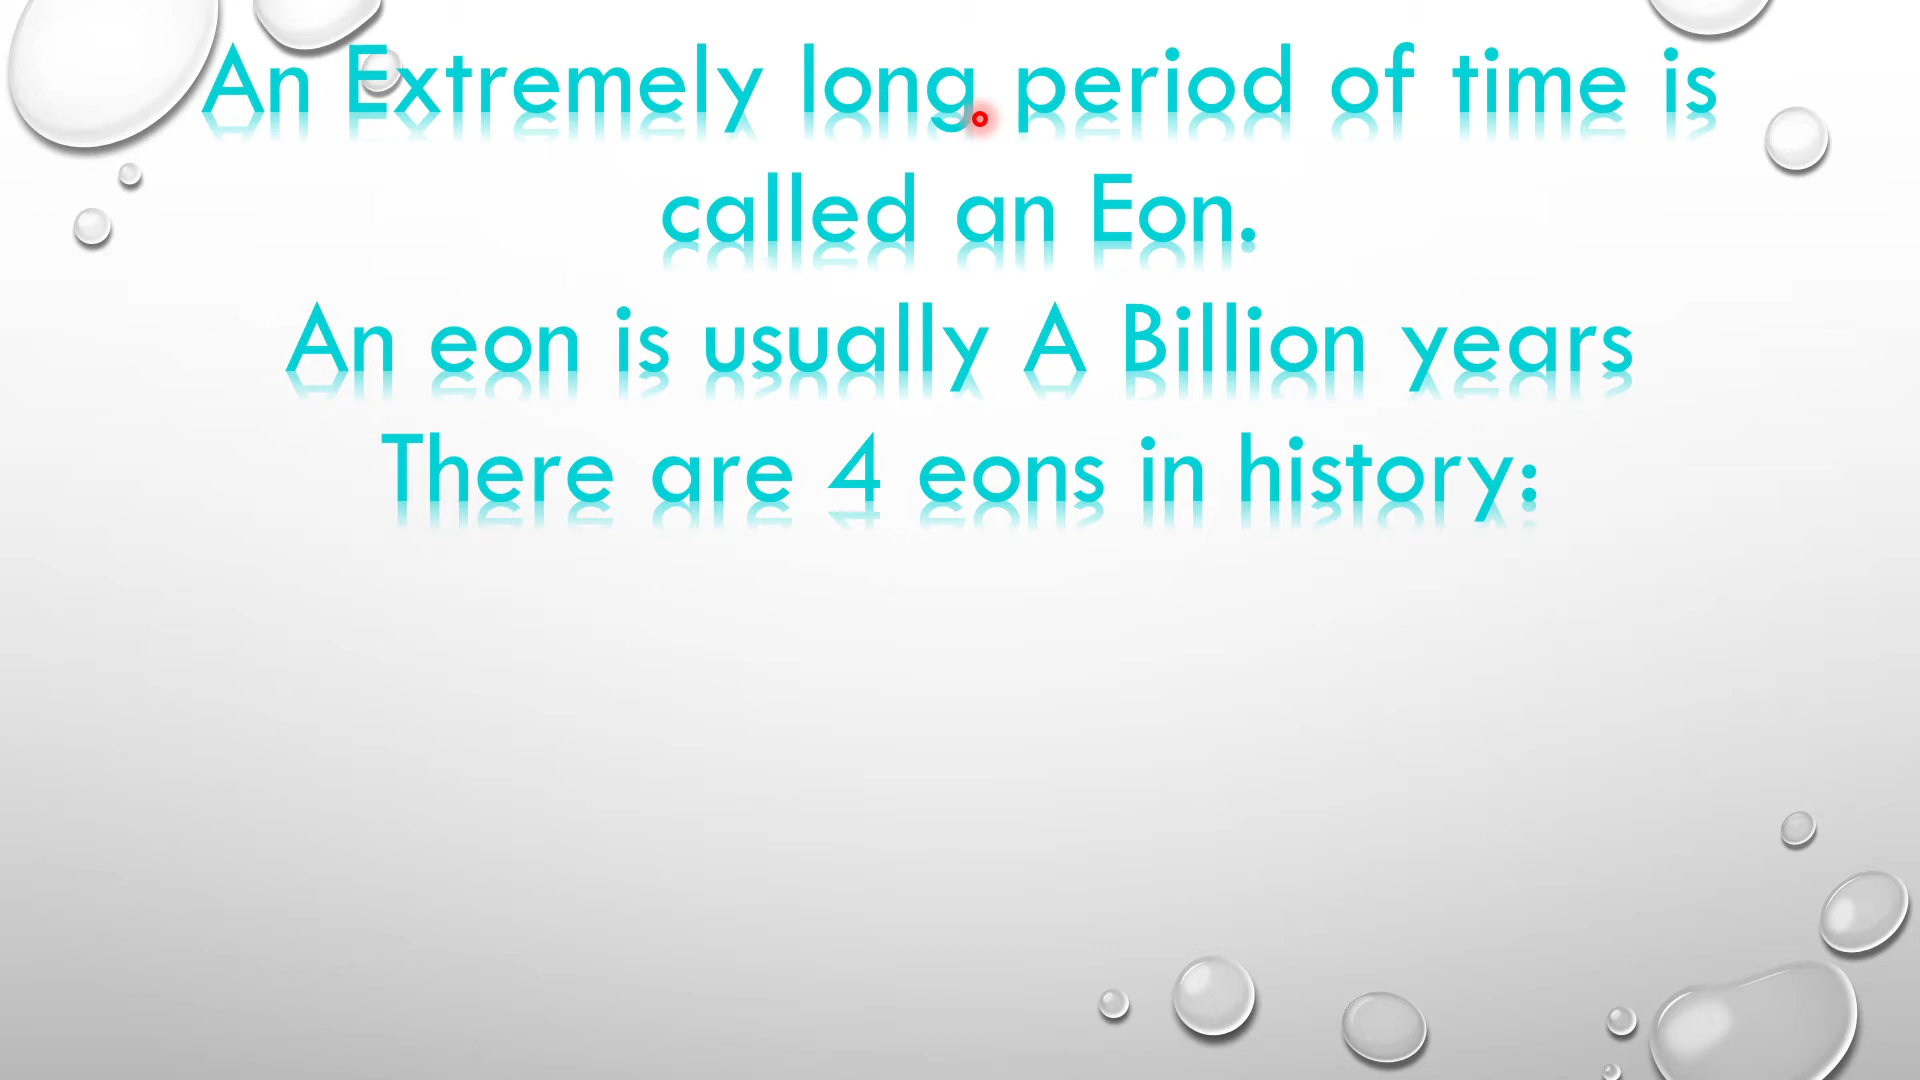 An Extremely long period of time is
called an Eon.
An eon is usually A Billion years
There are 4 eons in history: